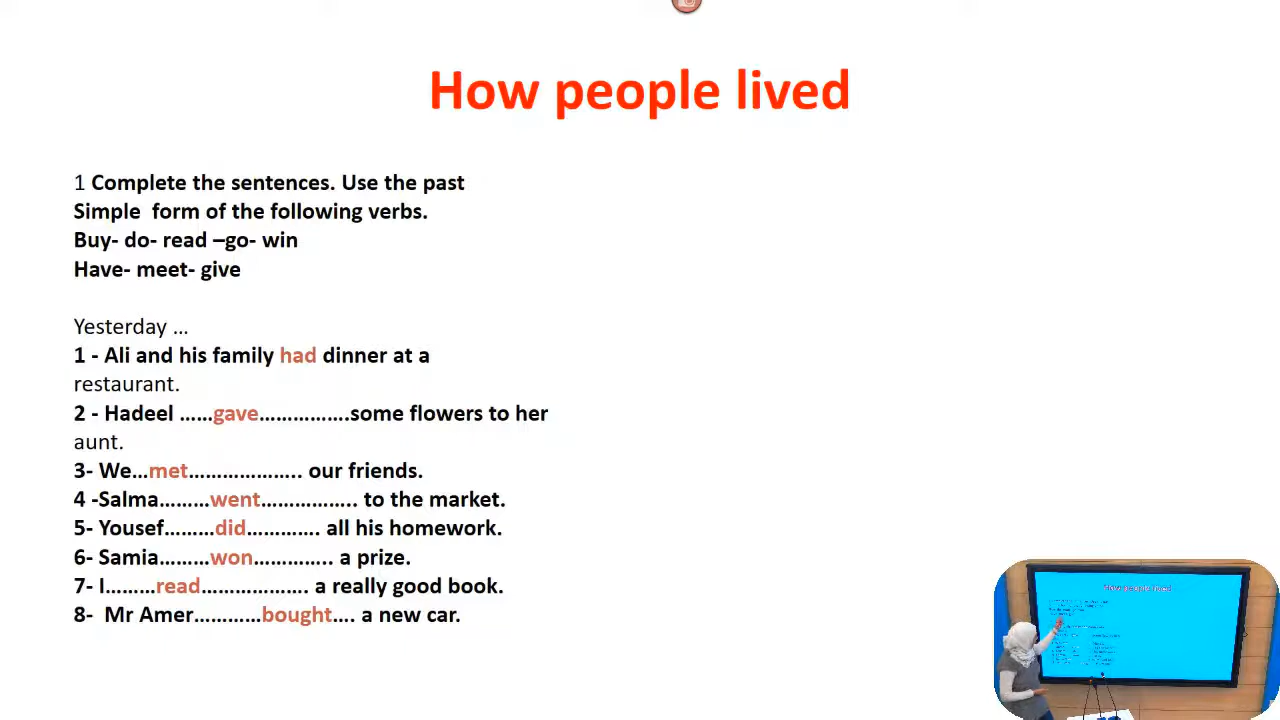 How people lived
1 Complete the sentences. Use the past
Simple form of the following verbs.
Buy- do- read –go- win
Have- meet- give
Yesterday …
1 - Ali and his family had dinner at a
restaurant.
2 - Hadeel ……gave…………….some flowers to her
aunt.
3- We…met……………….. our friends.
4 -Salma………went…………….. to the market.
5- Yousef………did…………. all his homework.
6- Samia………won………….. a prize.
7- I………read………………. a really good book.
8- Mr Amer…………bought…. a new car.
How people lived